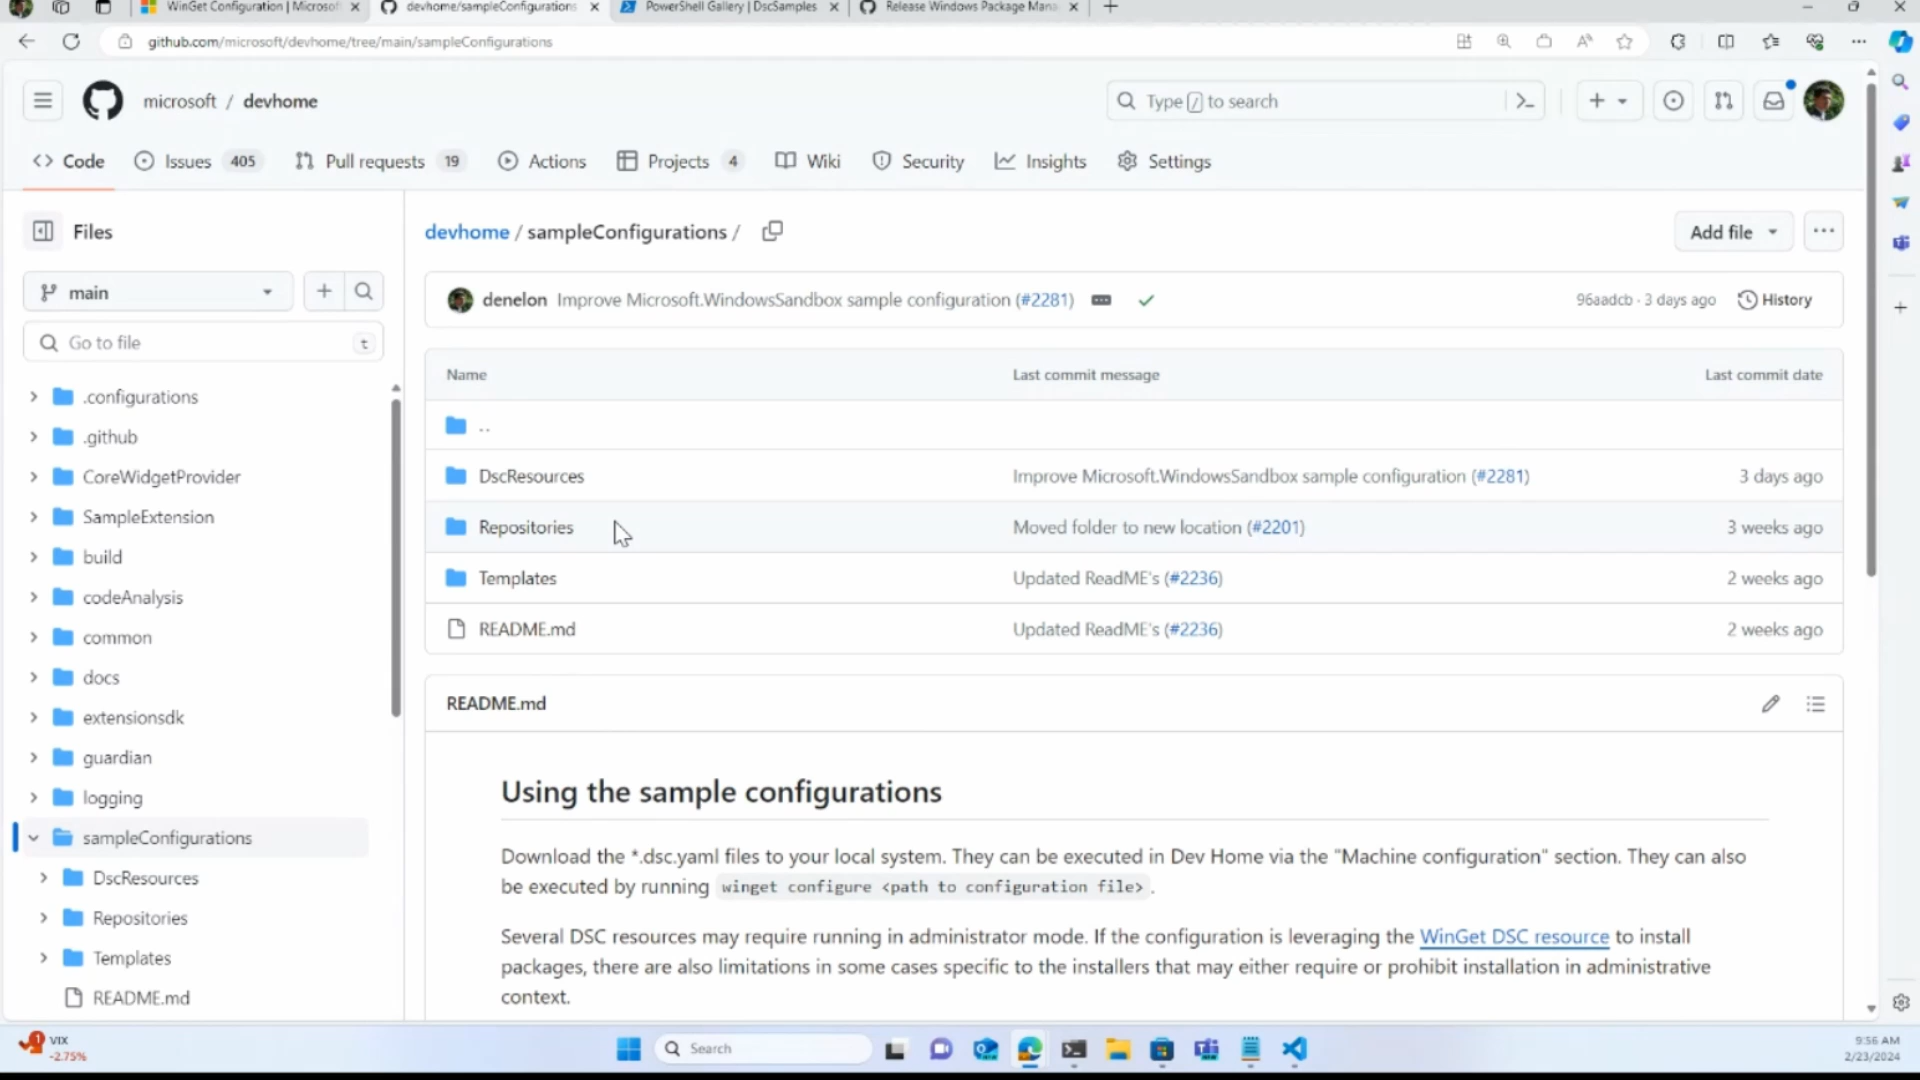 WinGet Configuration | Microsof
devhome/sampleConfigurations
PowerShell Gallery | DscSamples
Release Windows Package Mana
github.com/microsoft/devhome/tree/main/sampleConfigurations
microsoft / devhome
Type / to search
Code
Issues 405
Pull requests 19
Actions
Projects 4
Wiki
Security
Insights
Settings
Files
main
Go to file
t
.configurations
.github
CoreWidgetProvider
SampleExtension
build
codeAnalysis
common
docs
extensionsdk
guardian
logging
sampleConfigurations
DscResources
Repositories
Templates
README.md
devhome / sampleConfigurations /
Add file
denelon Improve Microsoft.WindowsSandbox sample configuration (#2281)
96aadcb · 3 days ago
History
Name Last commit message Last commit date
..
DscResources Improve Microsoft.WindowsSandbox sample configuration (#2281) 3 days ago
Repositories Moved folder to new location (#2201) 3 weeks ago
Templates Updated ReadME's (#2236) 2 weeks ago
README.md Updated ReadME's (#2236) 2 weeks ago
README.md
Using the sample configurations
Download the *.dsc.yaml files to your local system. They can be executed in Dev Home via the "Machine configuration" section. They can also
be executed by running winget configure <path to configuration file> .
Several DSC resources may require running in administrator mode. If the configuration is leveraging the WinGet DSC resource to install
packages, there are also limitations in some cases specific to the installers that may either require or prohibit installation in administrative
context.
1
VIX
-2.75%
Search
9:56 AM
2/23/2024